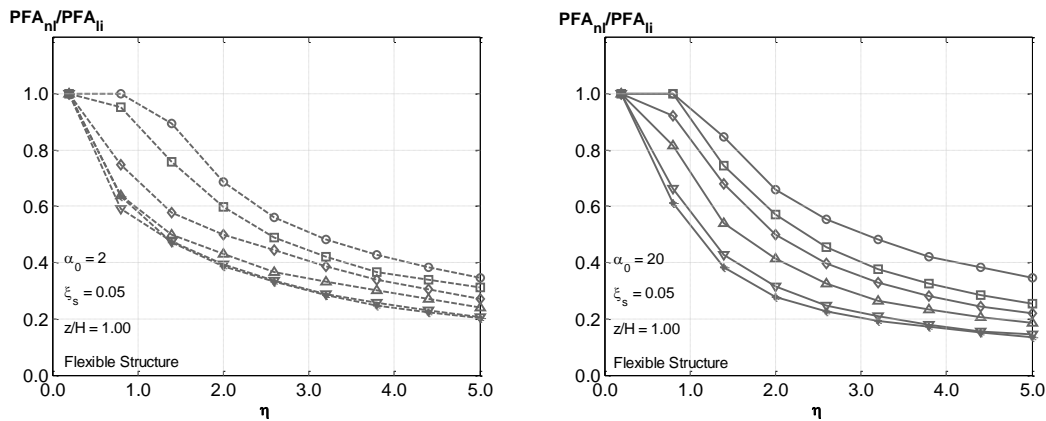 PFAnl/PFAli
1.0
0.8
0.6
0.4
0.2
0.0
α0 = 2
ξs = 0.05
z/H = 1.00
Flexible Structure
0.0 1.0 2.0 3.0 4.0 5.0
η
PFAnl/PFAli
1.0
0.8
0.6
0.4
0.2
0.0
α0 = 20
ξs = 0.05
z/H = 1.00
Flexible Structure
0.0 1.0 2.0 3.0 4.0 5.0
η